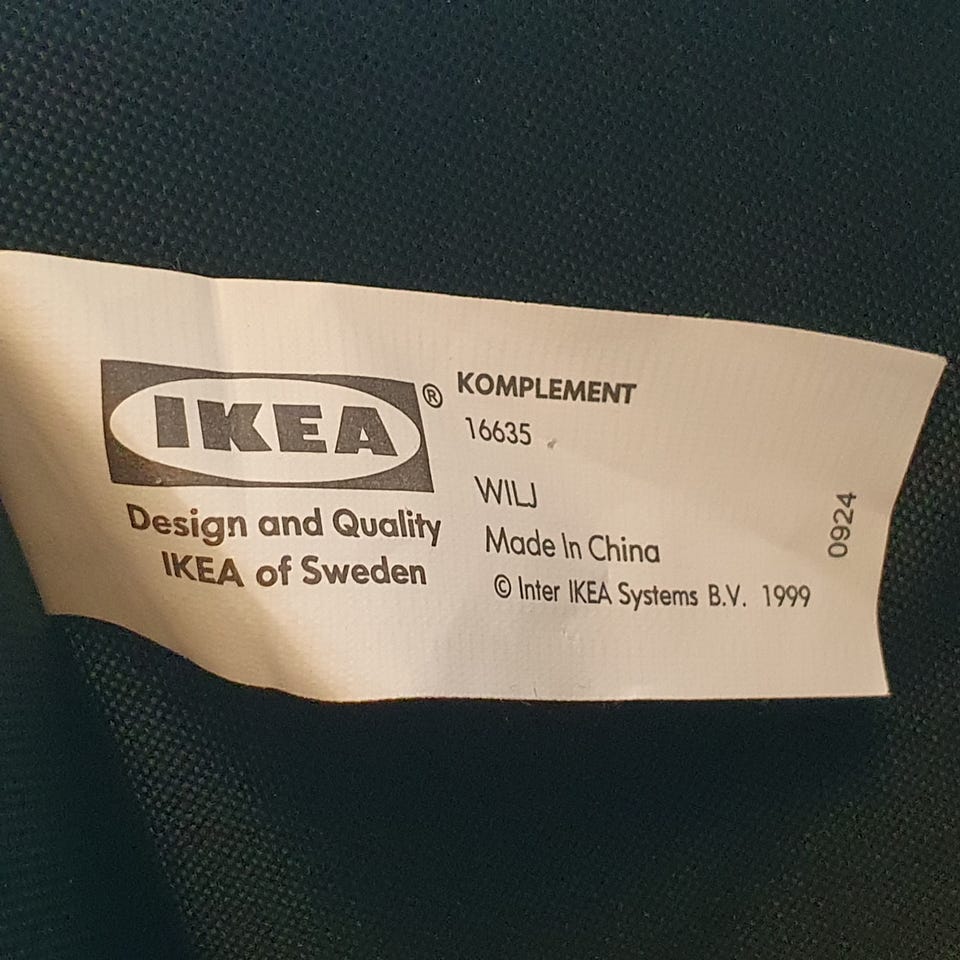 IKEA®
Design and Quality
IKEA of Sweden
KOMPLEMENT
16635
WILJ
Made In China
© Inter IKEA Systems B.V. 1999
0924